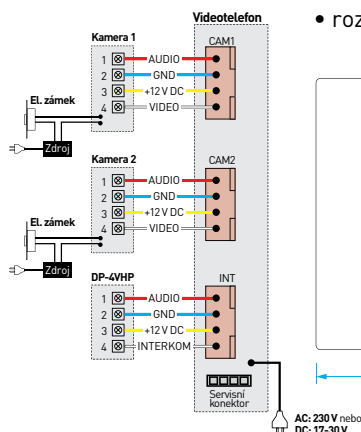 Videotelefon
• roz
Kamera 1
CAM1
1 AUDIO
2 GND
3 +12 V DC
4 VIDEO
El. zámek
Zdroj
Kamera 2
CAM2
1 AUDIO
2 GND
3 +12 V DC
4 VIDEO
El. zámek
Zdroj
DP-4VHP
INT
1 AUDIO
2 GND
3 +12 V DC
4 INTERKOM
Servisní
konektor
AC: 230 V nebo
DC: 17-30 V